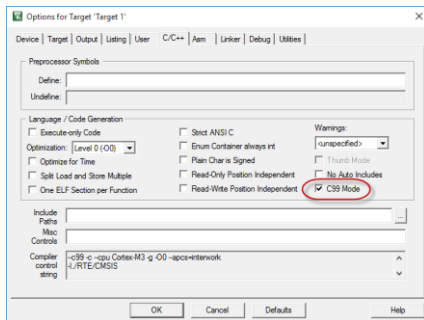 Options for Target 'Target 1'
Device Target Output Listing User C/C++ Asm Linker Debug Utilities
Preprocessor Symbols
Define:
Undefine:
Language / Code Generation
Execute-only Code Strict ANSI C Warnings:
Optimization: Level 0 (-O0) Enum Container always int <unspecified>
Optimize for Time Plain Char is Signed Thumb Mode
Split Load and Store Multiple Read-Only Position Independent No Auto Includes
One ELF Section per Function Read-Write Position Independent C99 Mode
Include Paths ...
Misc Controls
Compiler control string --c99 -c --cpu Cortex-M3 -g -O0 --apcs=interwork
-I./RTE/CMSIS
OK Cancel Defaults Help